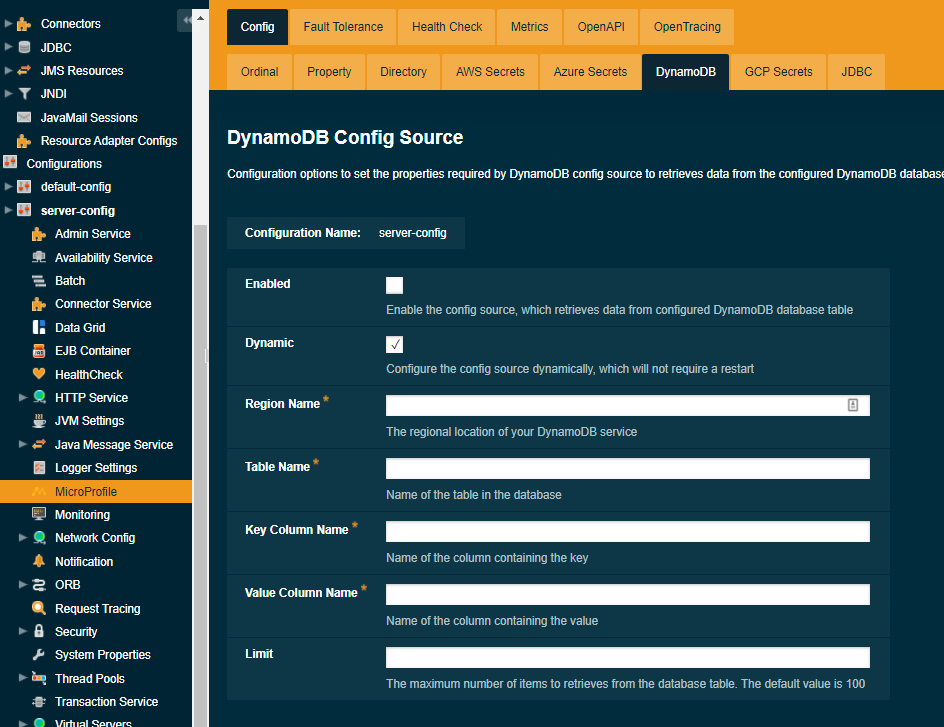 Connectors
JDBC
JMS Resources
JNDI
JavaMail Sessions
Resource Adapter Configs
Configurations
default-config
server-config
Admin Service
Availability Service
Batch
Connector Service
Data Grid
EJB Container
HealthCheck
HTTP Service
JVM Settings
Java Message Service
Logger Settings
MicroProfile
Monitoring
Network Config
Notification
ORB
Request Tracing
Security
System Properties
Thread Pools
Transaction Service
Virtual Servers
Config Fault Tolerance Health Check Metrics OpenAPI OpenTracing
Ordinal Property Directory AWS Secrets Azure Secrets DynamoDB GCP Secrets JDBC
DynamoDB Config Source
Configuration options to set the properties required by DynamoDB config source to retrieves data from the configured DynamoDB database
Configuration Name: server-config
Enabled
Enable the config source, which retrieves data from configured DynamoDB database table
Dynamic
Configure the config source dynamically, which will not require a restart
Region Name *
The regional location of your DynamoDB service
Table Name *
Name of the table in the database
Key Column Name *
Name of the column containing the key
Value Column Name *
Name of the column containing the value
Limit
The maximum number of items to retrieves from the database table. The default value is 100